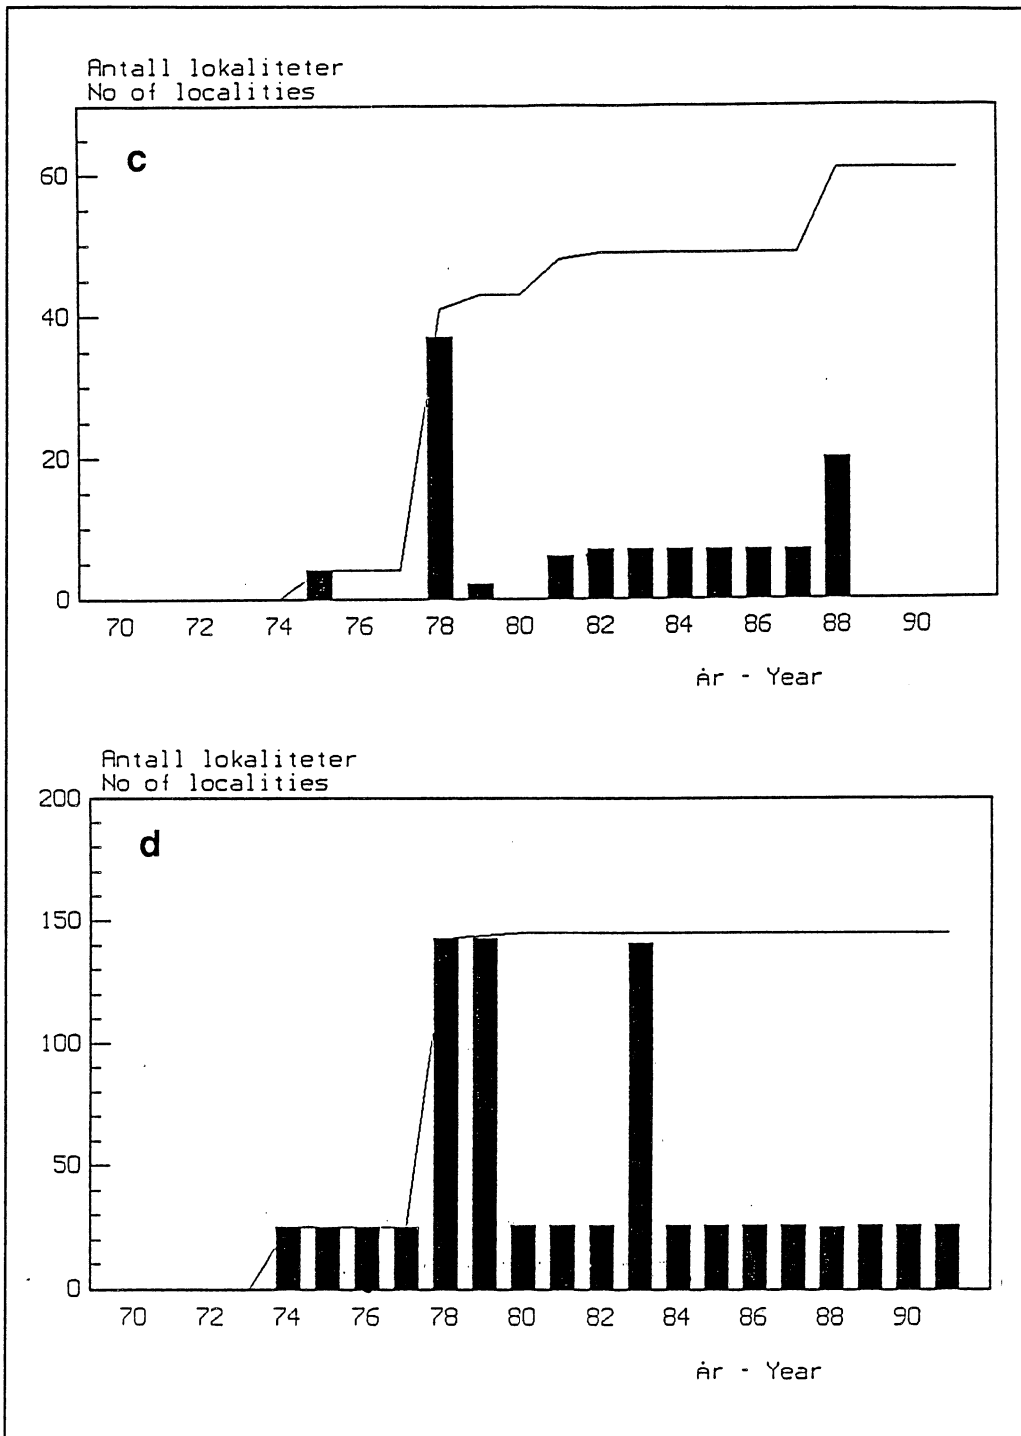 Antall lokaliteter
No of localities
c
60
40
20
0
70 72 74 76 78 80 82 84 86 88 90
År - Year
Antall lokaliteter
No of localities
200
d
150
100
50
0
70 72 74 76 78 80 82 84 86 88 90
År - Year